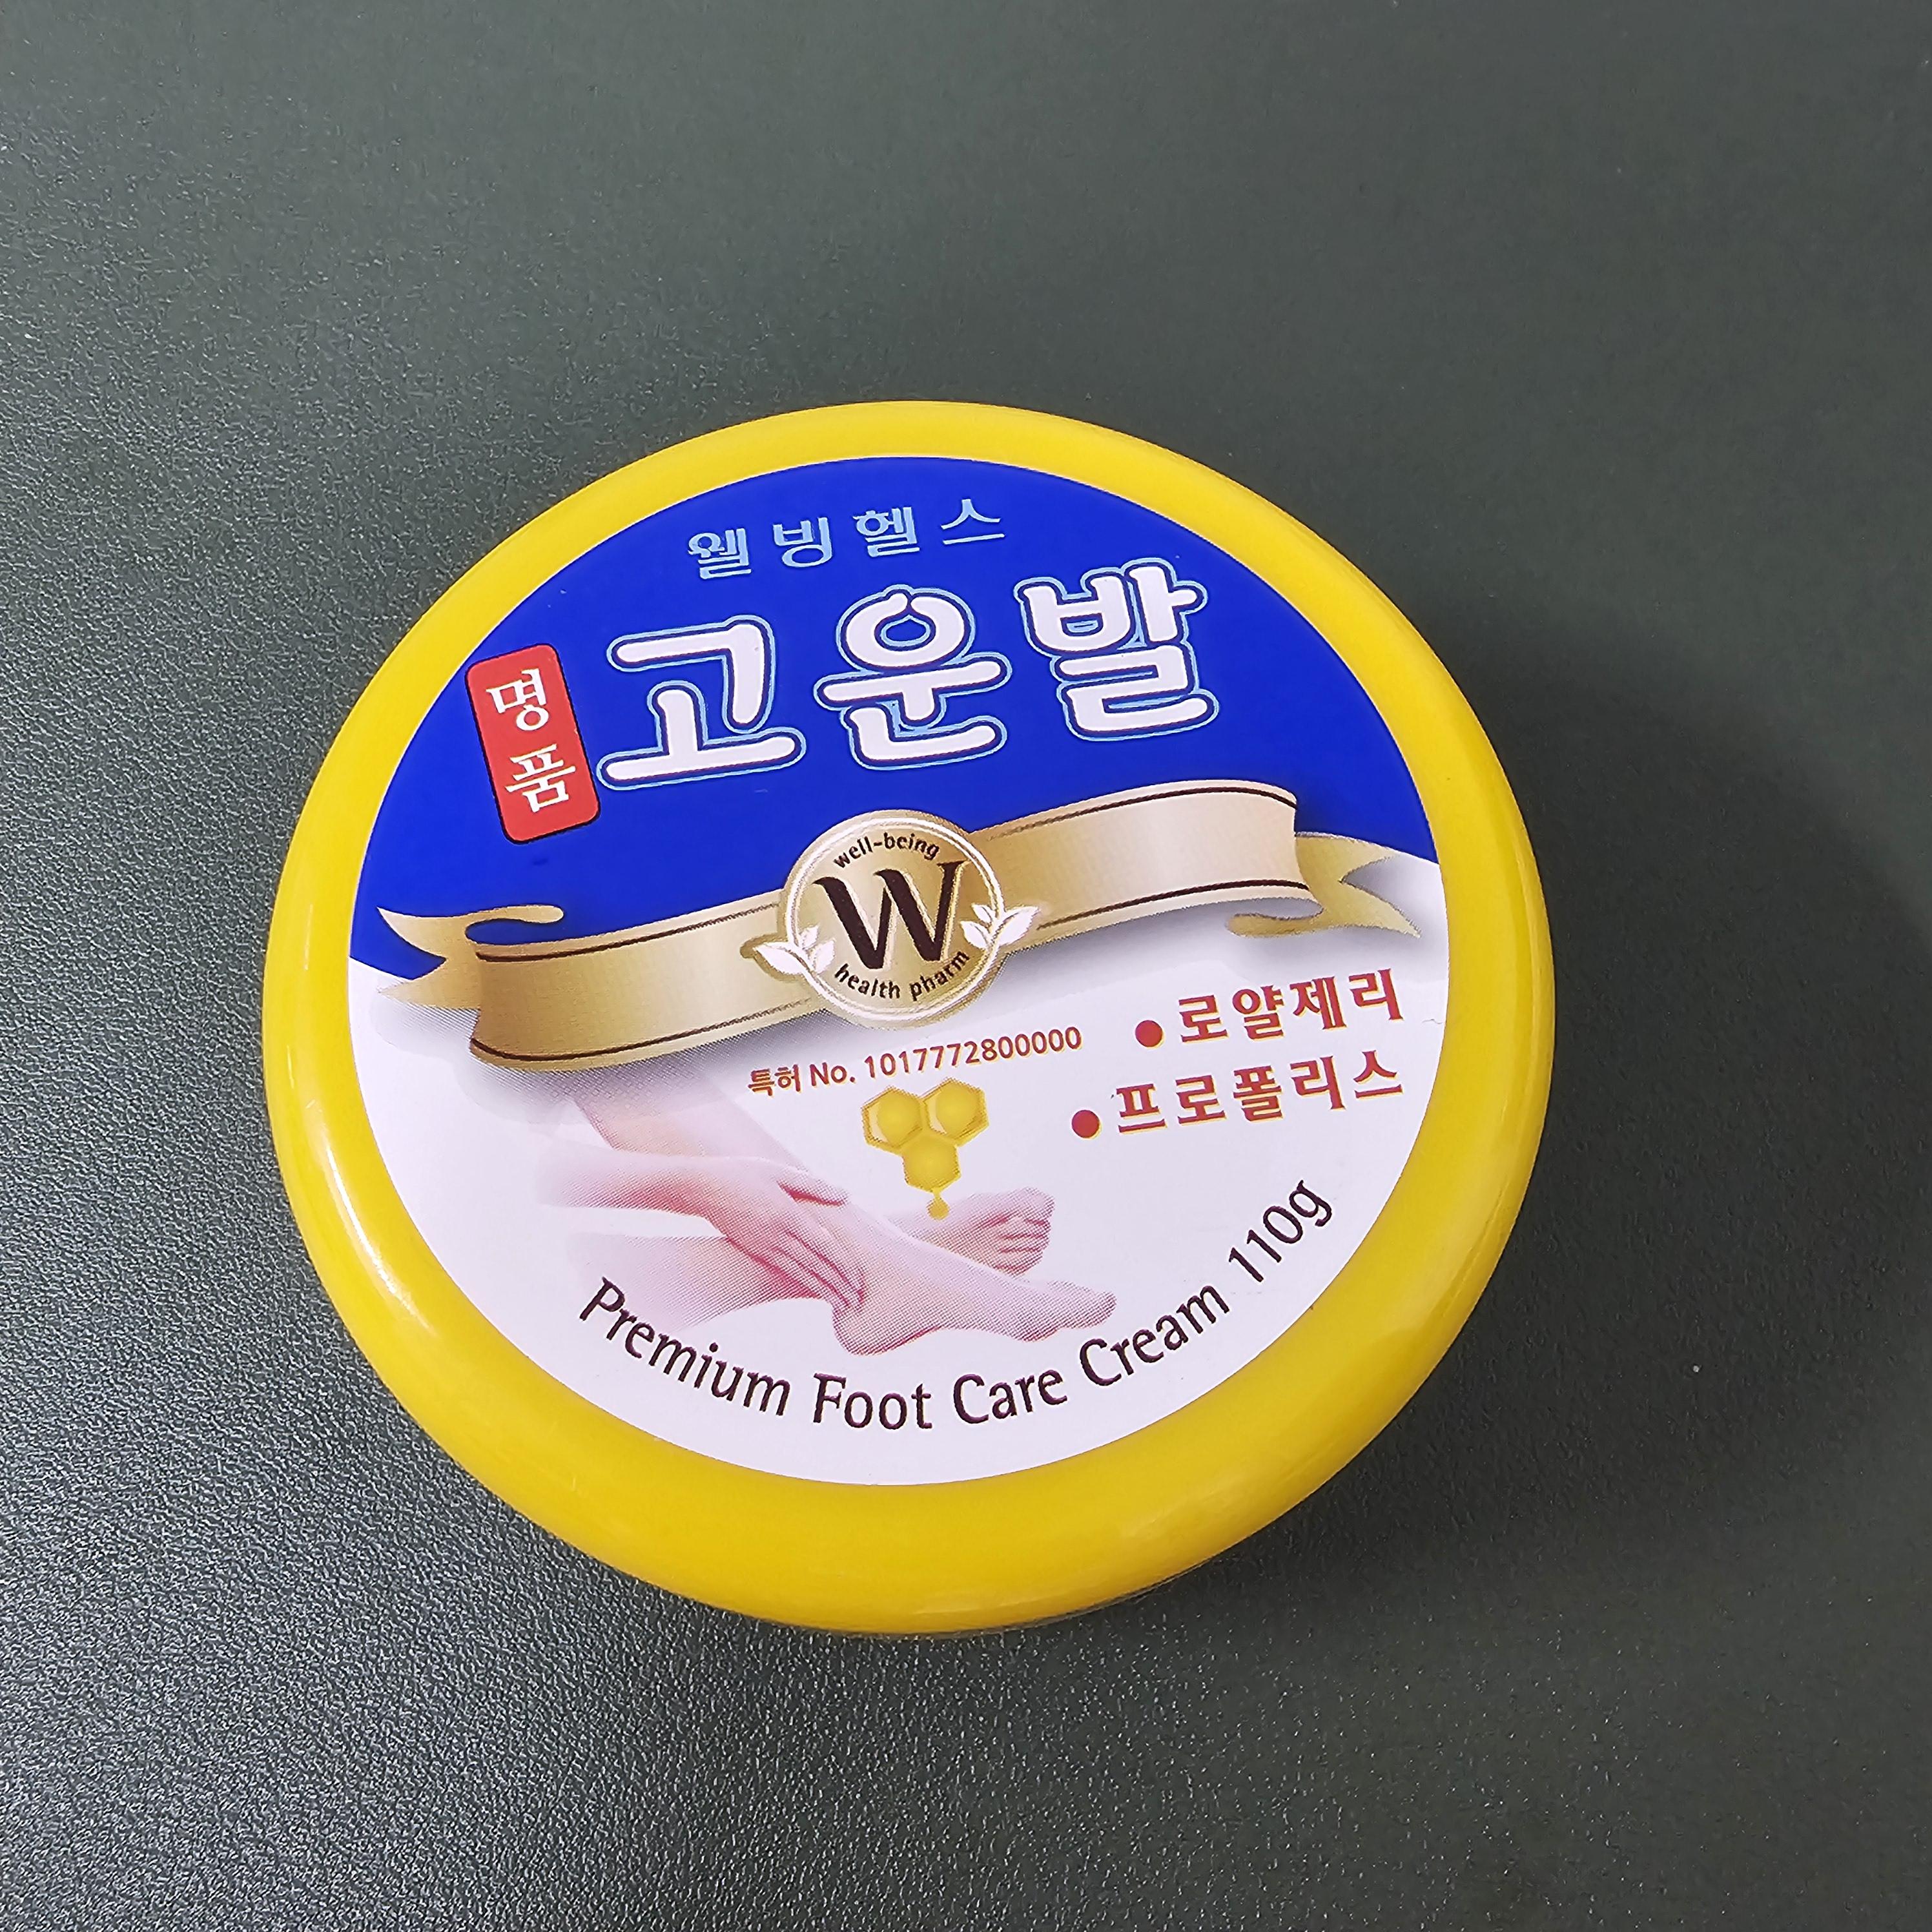 웰빙헬스
명품
고운발
well-being
W
health pharm
특허 No. 1017772800000
• 로얄제리
• 프로폴리스
Premium Foot Care Cream 110g